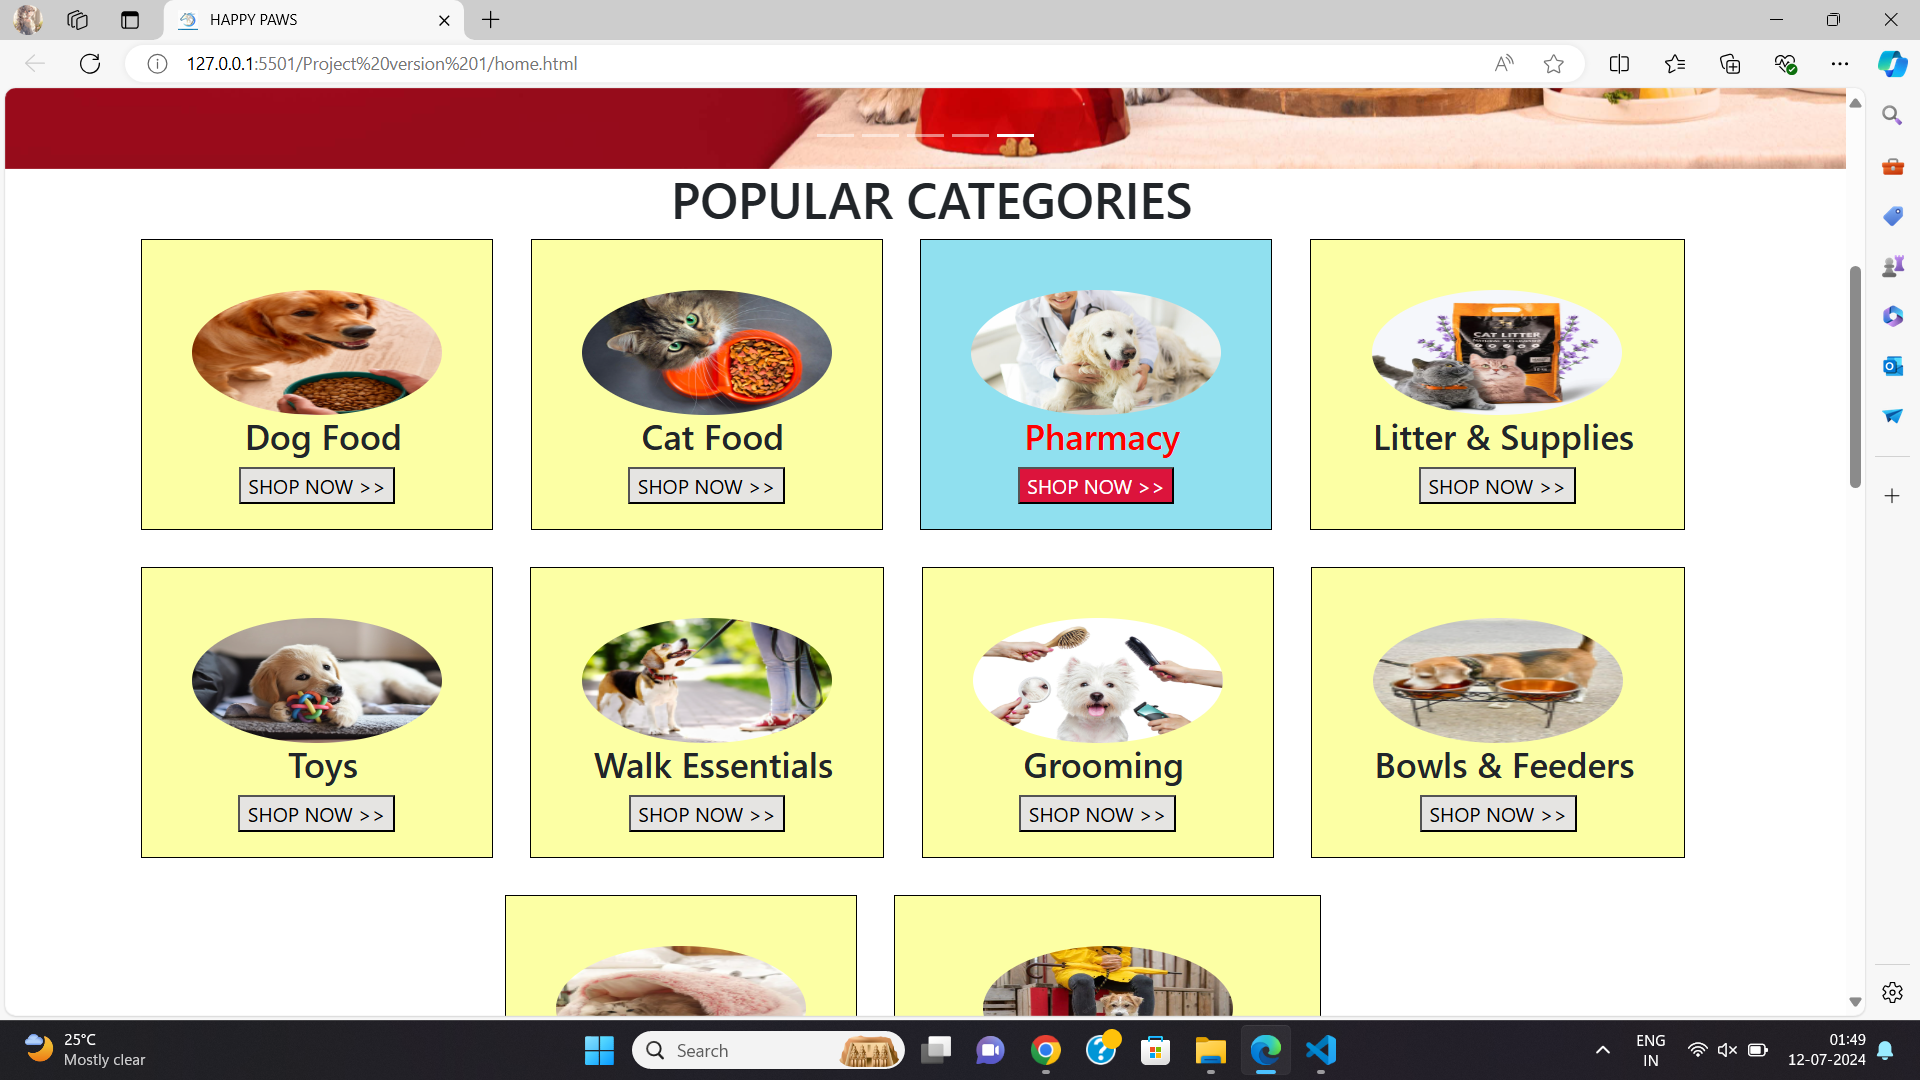 HAPPY PAWS
127.0.0.1:5501/Project%20version%201/home.html
POPULAR CATEGORIES
Dog Food
SHOP NOW >>
Cat Food
SHOP NOW >>
Pharmacy
SHOP NOW >>
CAT LITTER
Litter & Supplies
SHOP NOW >>
Toys
SHOP NOW >>
Walk Essentials
SHOP NOW >>
Grooming
SHOP NOW >>
Bowls & Feeders
SHOP NOW >>
25°C
Mostly clear
Search
ENG
IN
01:49
12-07-2024